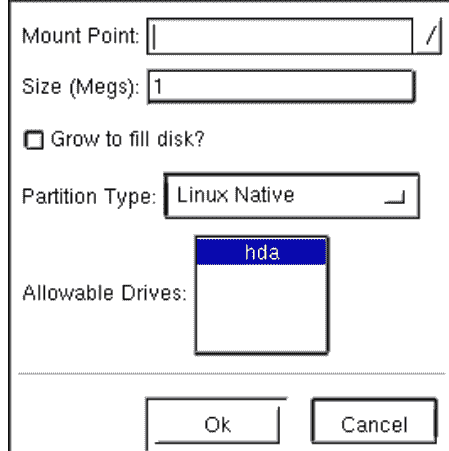 Mount Point: /
Size (Megs): 1
Grow to fill disk?
Partition Type: Linux Native
hda
Allowable Drives:
Ok Cancel